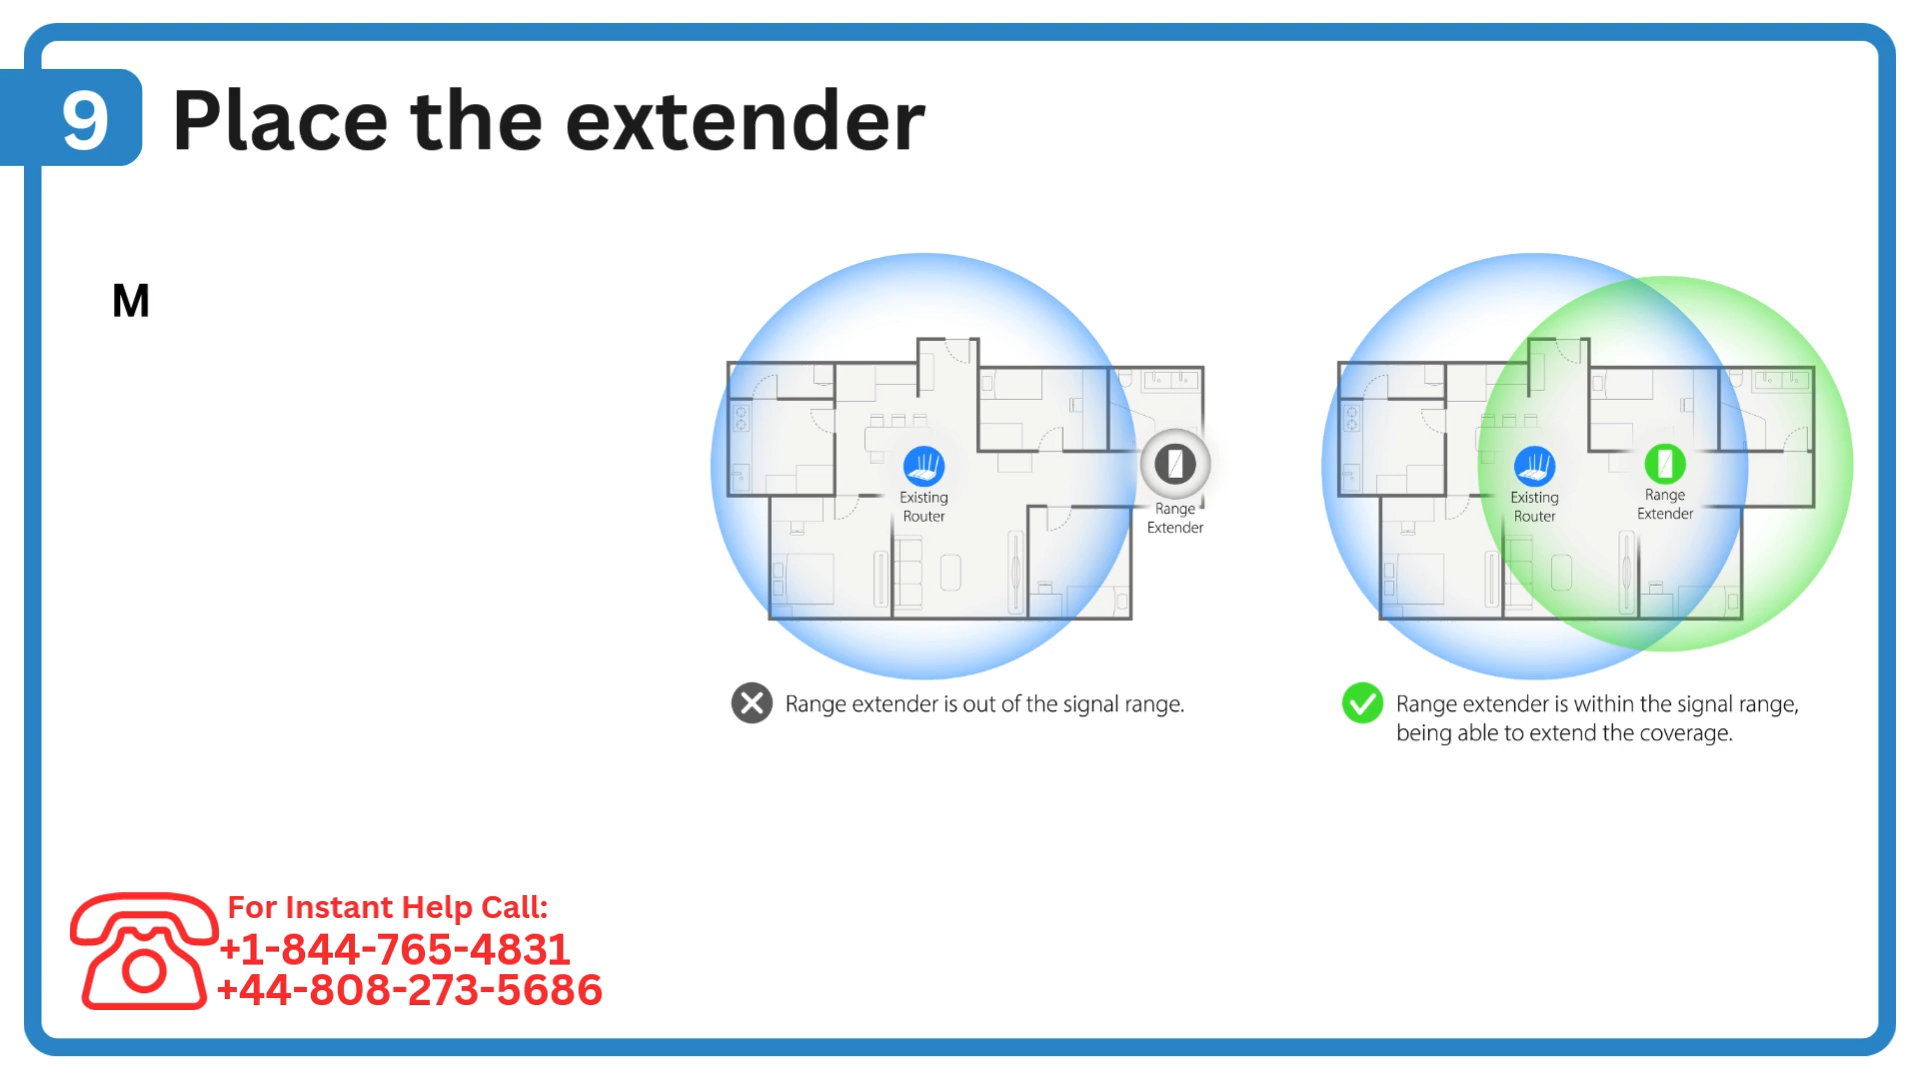 9
Place the extender
M
Existing
Router
Range
Extender
Range extender is out of the signal range.
Existing
Router
Range
Extender
Range extender is within the signal range,
being able to extend the coverage.
For Instant Help Call:
+1-844-765-4831
+44-808-273-5686